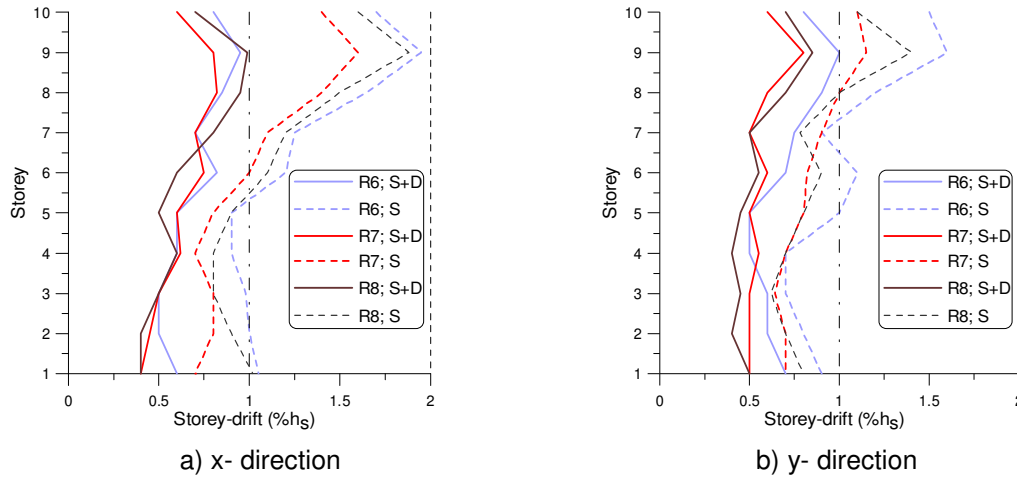 10
9
8
7
6
5
4
3
2
1
Storey
R6; S+D
R6; S
R7; S+D
R7; S
R8; S+D
R8; S
0
0.5
1
1.5
2
Storey-drift (%hs)
a) x- direction
10
9
8
7
6
5
4
3
2
1
Storey
R6; S+D
R6; S
R7; S+D
R7; S
R8; S+D
R8; S
0
0.5
1
1.5
2
Storey-drift (%hs)
b) y- direction